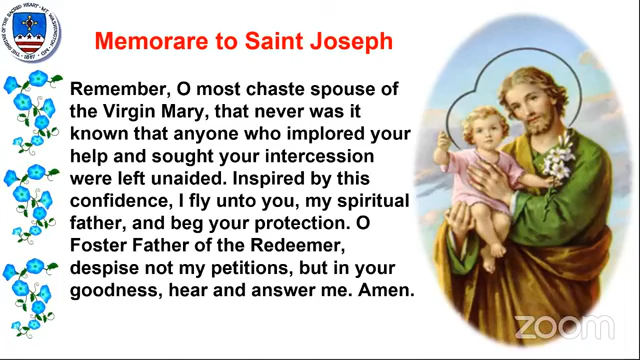 Memorare to Saint Joseph
Remember, O most chaste spouse of
the Virgin Mary, that never was it
known that anyone who implored your
help and sought your intercession
were left unaided. Inspired by this
confidence, I fly unto you, my spiritual
father, and beg your protection. O
Foster Father of the Redeemer,
despise not my petitions, but in your
goodness, hear and answer me. Amen.
zoom